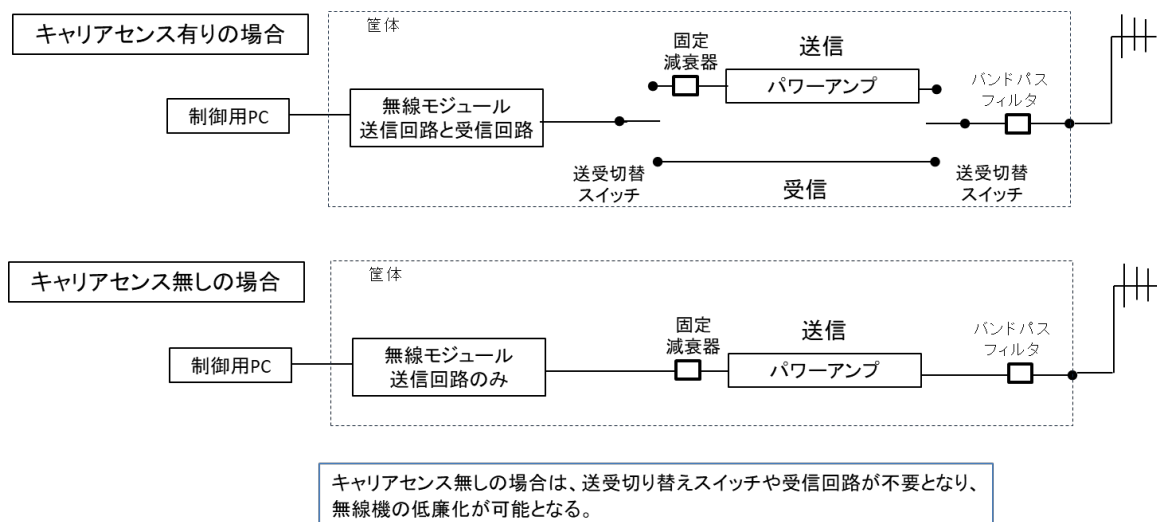 キャリアセンス有りの場合
筐体
制御用PC
無線モジュール
送信回路と受信回路
固定
減衰器
送信
パワーアンプ
バンドパス
フィルタ
送受切替
スイッチ
受信
送受切替
スイッチ
キャリアセンス無しの場合
筐体
制御用PC
無線モジュール
送信回路のみ
固定
減衰器
送信
パワーアンプ
バンドパス
フィルタ
キャリアセンス無しの場合は、送受切り替えスイッチや受信回路が不要となり、
無線機の低廉化が可能となる。